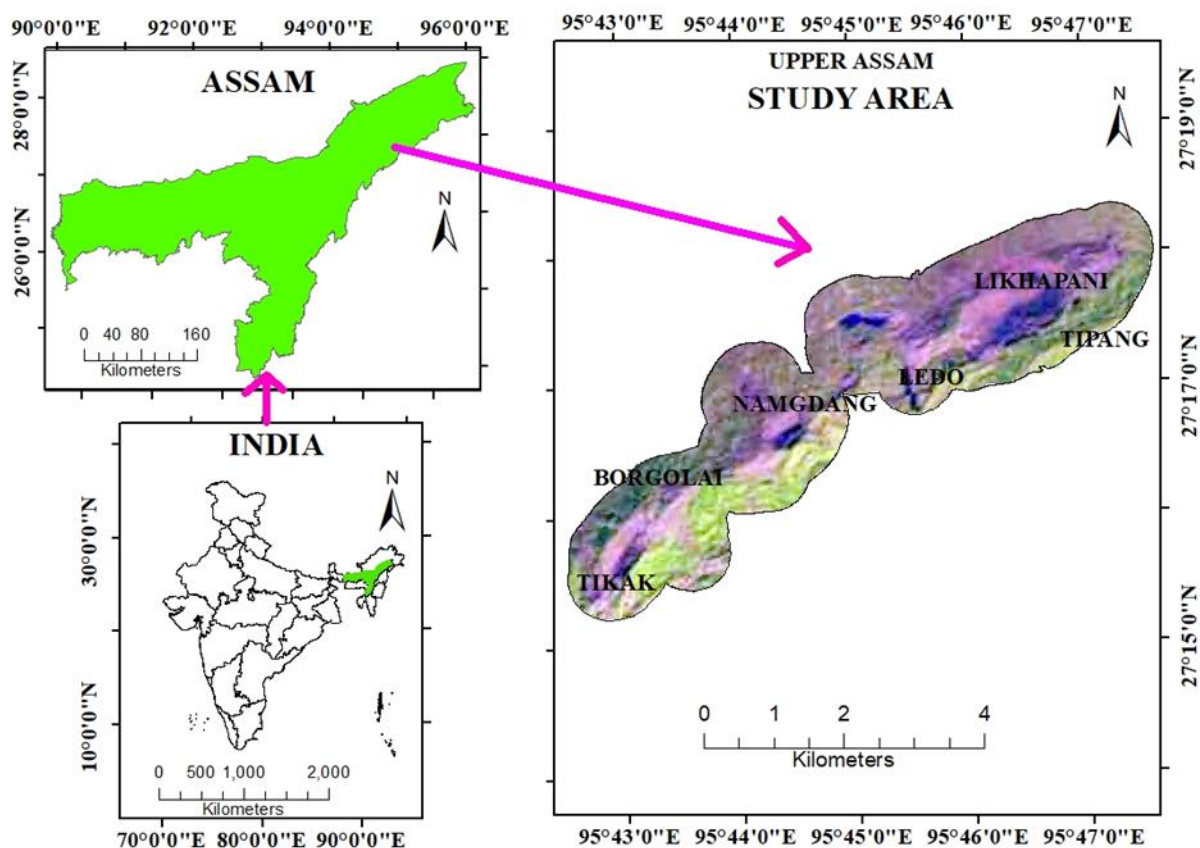 90°0'0"E 92°0'0"E 94°0'0"E 96°0'0"E
ASSAM
28°0'0"N
26°0'0"N
N
0 40 80 160
Kilometers
INDIA
N
30°0'0"N
10°0'0"N
0 500 1,000 2,000
Kilometers
70°0'0"E 80°0'0"E 90°0'0"E
95°43'0"E 95°44'0"E 95°45'0"E 95°46'0"E 95°47'0"E
UPPER ASSAM
STUDY AREA
N
27°19'0"N
27°17'0"N
27°15'0"N
LIKHAPANI
TIPANG
LEDO
NAMGDANG
BORGOLAI
TIKAK
0 1 2 4
Kilometers
95°43'0"E 95°44'0"E 95°45'0"E 95°46'0"E 95°47'0"E